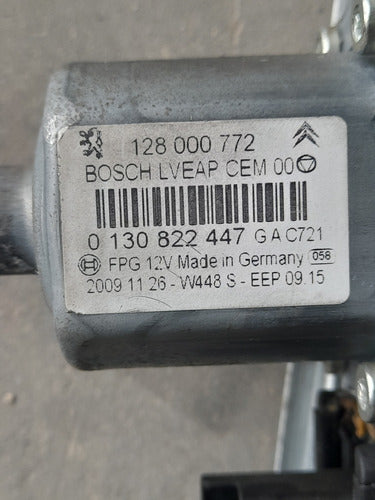 128 000 772
BOSCH LVEAP CEM 00
0 130 822 447 G A C721
FPG 12V Made in Germany 058
2009 11 26 - W448 S - EEP 09.15